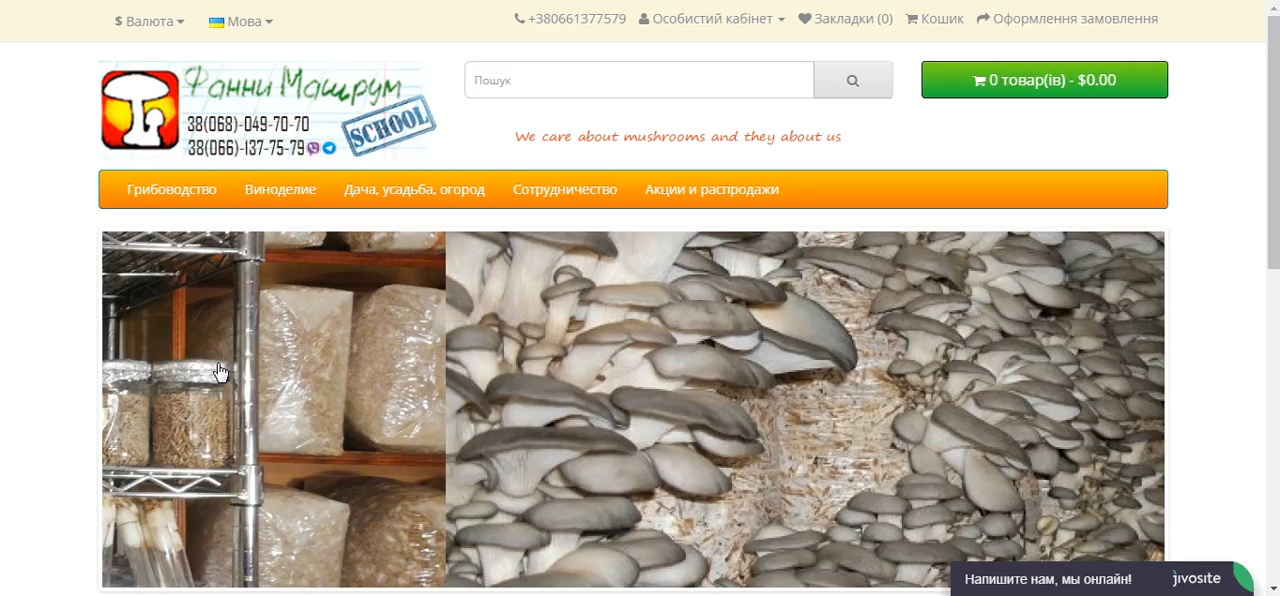 $ Валюта
Мова
+380661377579
Особистий кабінет
Закладки (0)
Кошик
Оформлення замовлення
Фанни Машрум
38(068)-049-70-70
38(066)-137-75-79
SCHOOL
Пошук
0 товар(ів) - $0.00
We care about mushrooms and they about us
Грибоводство
Виноделие
Дача, усадьба, огород
Сотрудничество
Акции и распродажи
Напишите нам, мы онлайн!
jivosite